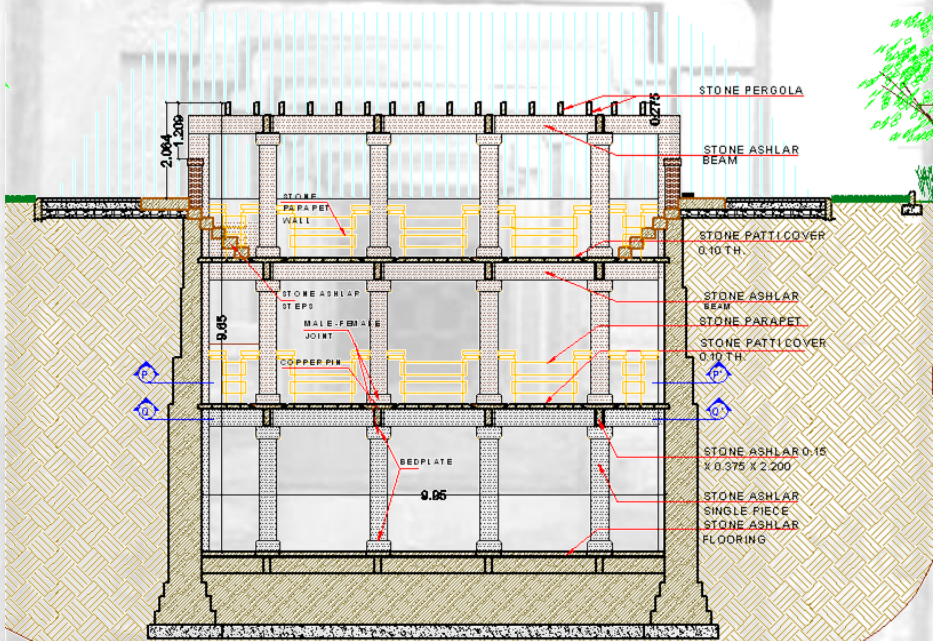 STONE PERGOLA
0.275
1.209
2.064
STONE ASHLAR
BEAM
STONE
PARAPET
WALL
STONE PATTI COVER
0.10 TH.
STONE ASHLAR
STEPS
STONE ASHLAR
BEAM
MALE-FEMALE
JOINT
STONE PARAPET
9.65
STONE PATTI COVER
0.10 TH.
COPPER PIN
P
P'
Q
Q'
BEDPLATE
STONE ASHLAR 0.15
X 0.375 X 2.200
9.95
STONE ASHLAR
SINGLE PIECE
STONE ASHLAR
FLOORING